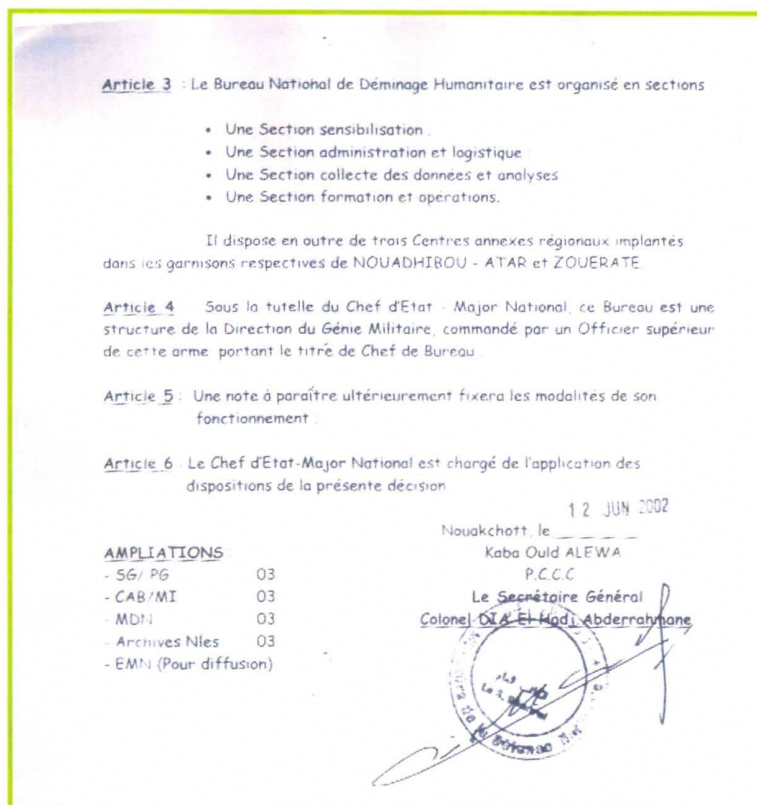 Article 3 : Le Bureau National de Déminage Humanitaire est organisé en sections
• Une Section sensibilisation .
• Une Section administration et logistique :
• Une Section collecte des données et analyses
• Une Section formation et opérations.
Il dispose en outre de trois Centres annexes régionaux implantés
dans les garnisons respectives de NOUADHIBOU - ATAR et ZOUERATE.
Article 4 Sous la tutelle du Chef d'Etat - Major National, ce Bureau est une
structure de la Direction du Génie Militaire, commandé par un Officier supérieur
de cette arme portant le titre de Chef de Bureau .
Article 5 : Une note à paraître ultérieurement fixera les modalités de son
fonctionnement .
Article 6 . Le Chef d'Etat-Major National est chargé de l'application des
dispositions de la présente décision
12 JUN 2002
Nouakchott, le
Kaba Ould ALEWA
P.C.C.C
Le Secrétaire Général
Colonel DIA El Hadj Abderrahmane
AMPLIATIONS
- SG/ PG 03
- CAB/MI 03
- MDN 03
- Archives Nles 03
- EMN (Pour diffusion)